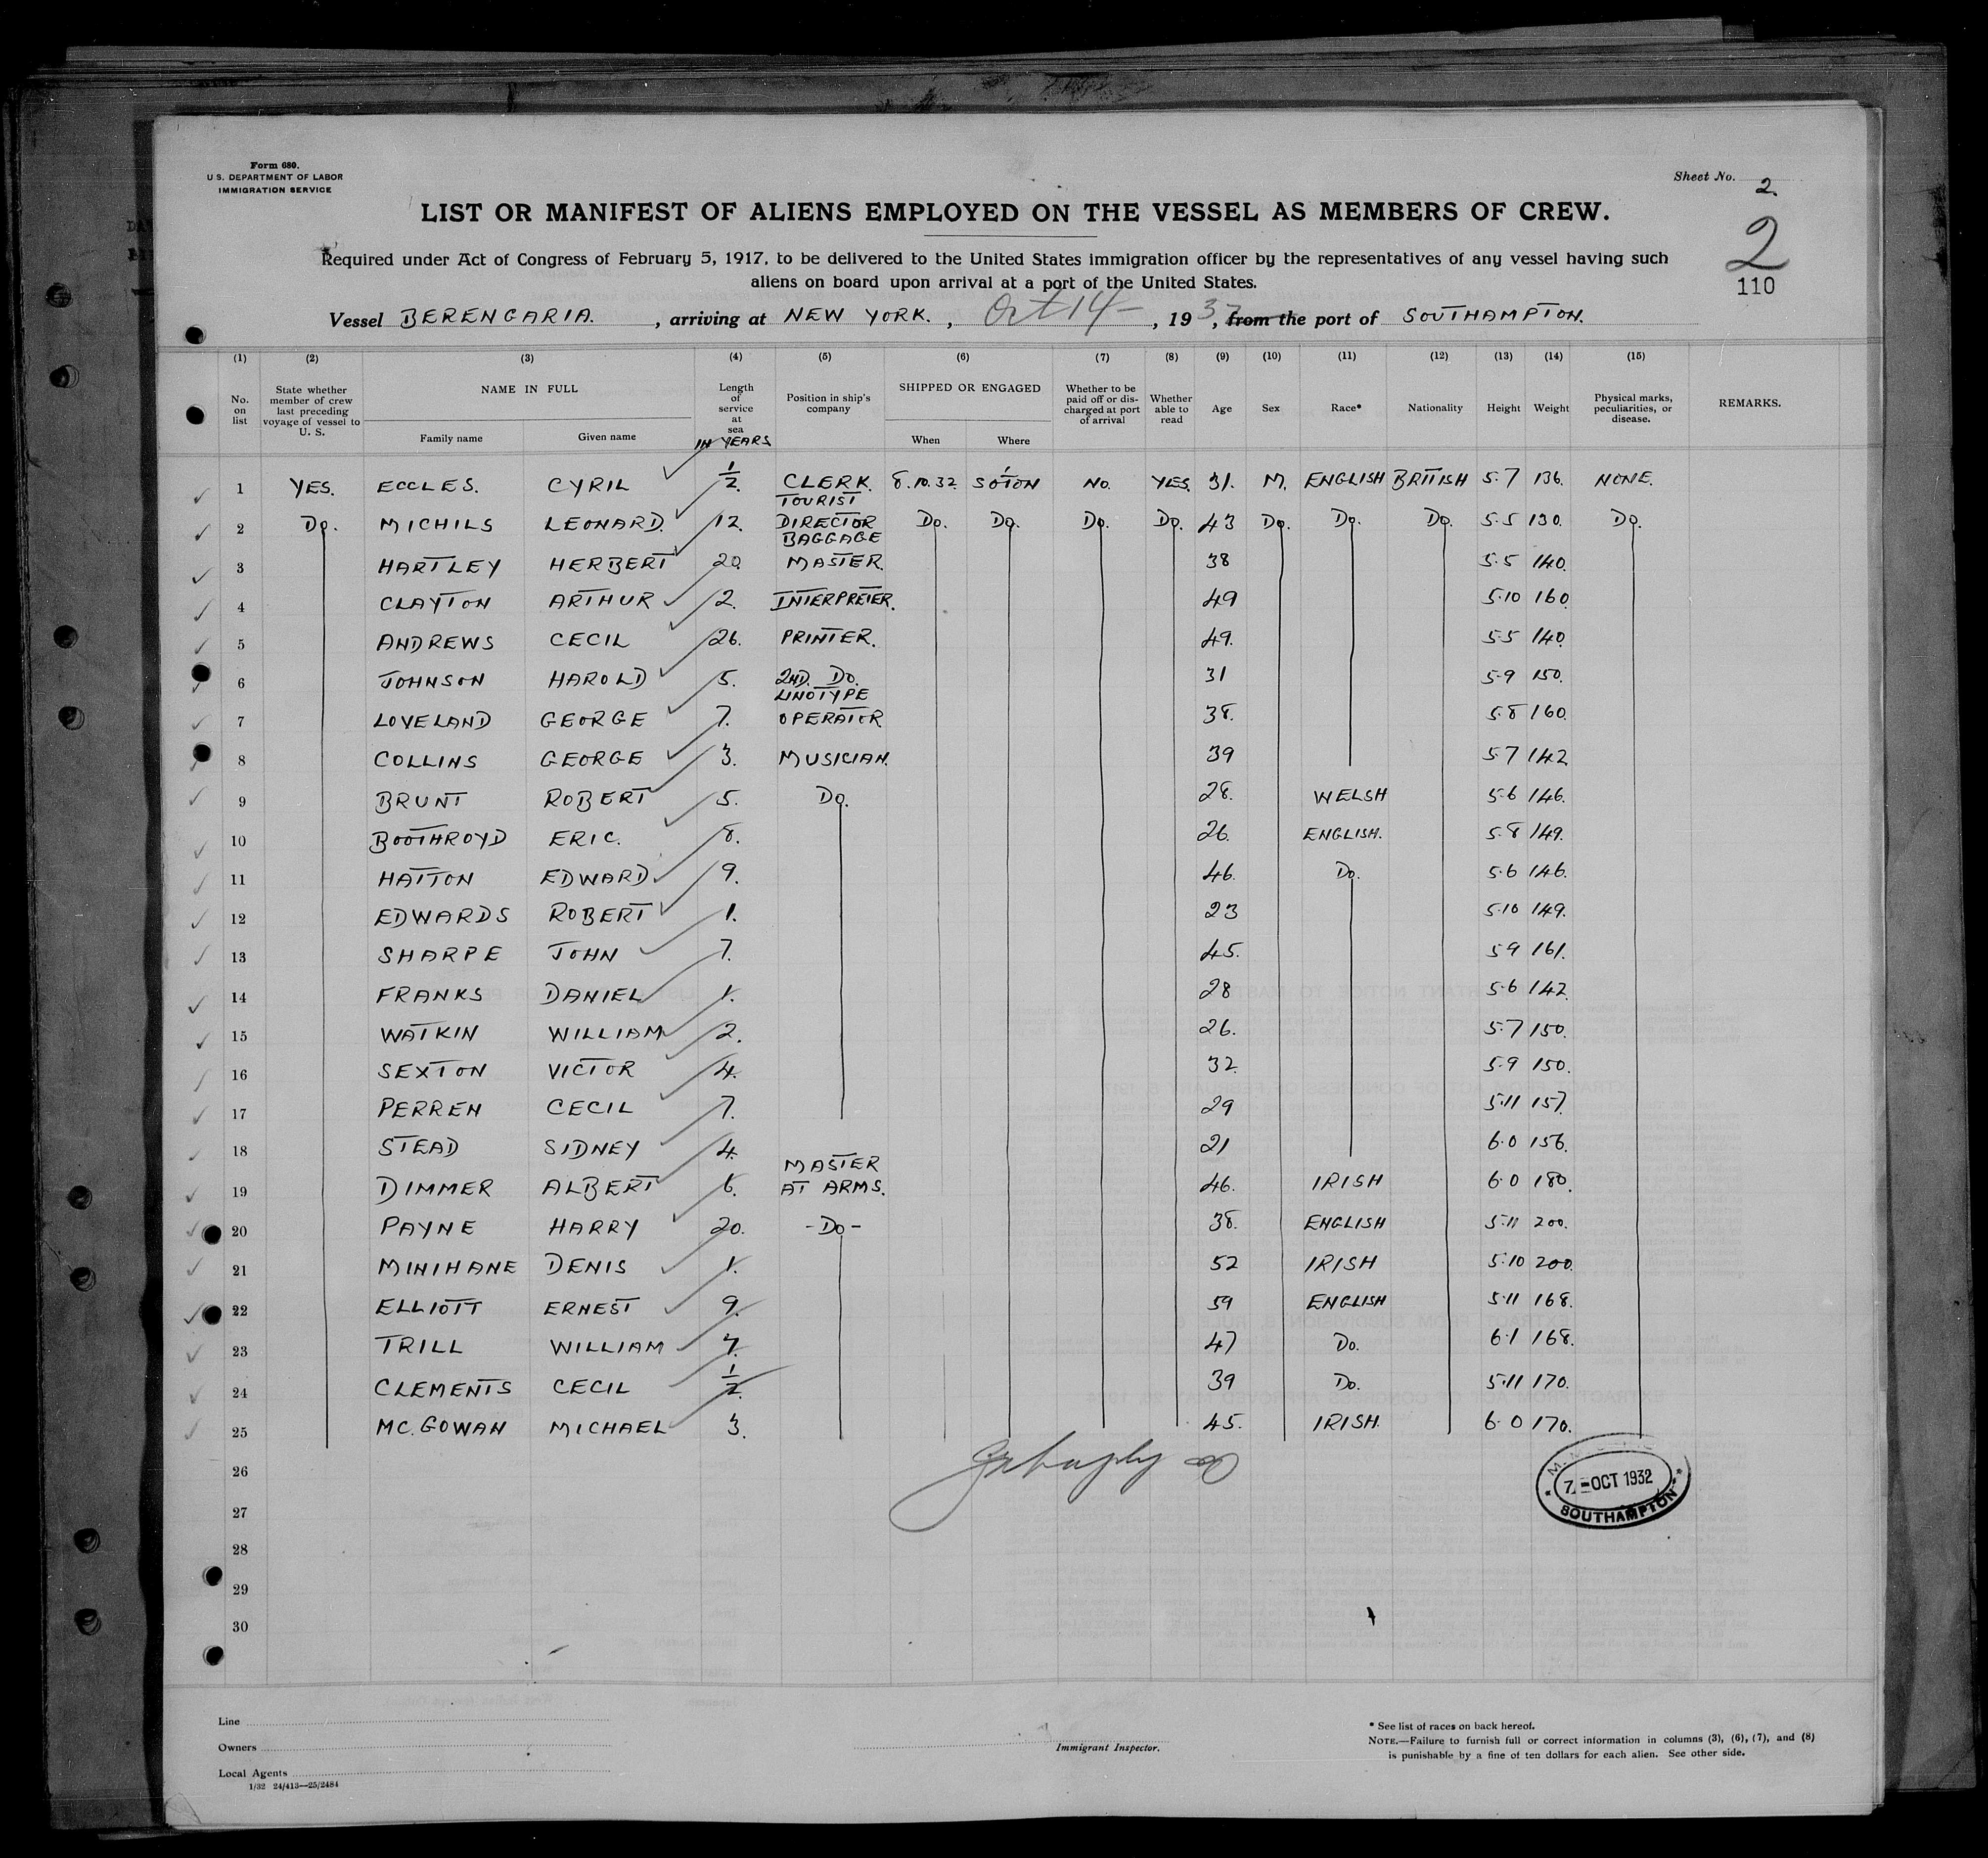 Form 680.
U.S. DEPARTMENT OF LABOR
IMMIGRATION SERVICE
Sheet No. 2.
LIST OR MANIFEST OF ALIENS EMPLOYED ON THE VESSEL AS MEMBERS OF CREW.
2
Required under Act of Congress of February 5, 1917, to be delivered to the United States immigration officer by the representatives of any vessel having such
aliens on board upon arrival at a port of the United States.
110
Vessel BERENGARIA. , arriving at NEW YORK. , Oct 14- , 19 3 , from the port of SOUTHAMPTON.
(1) (2) (3) (4) (5) (6) (7) (8) (9) (10) (11) (12) (13) (14) (15)
No. on list State whether member of crew last preceding voyage of vessel to U. S. NAME IN FULL Family name Given name Length of service at sea IN YEARS Position in ship's company SHIPPED OR ENGAGED When Where Whether to be paid off or discharged at port of arrival Whether able to read Age Sex Race* Nationality Height Weight Physical marks, peculiarities, or disease. REMARKS.
1 YES. ECCLES. CYRIL 1/2. CLERK. 8.10.32. SOTON NO. YES. 31. M. ENGLISH BRITISH 5.7 136. NONE.
2 Do. MICHILS LEONARD. 12. TOURIST DIRECTOR Do. Do. Do. Do. 43 Do. Do. Do. 5.5 130. Do.
3 HARTLEY HERBERT 20. BAGGAGE MASTER. 38 5.5 140.
4 CLAYTON ARTHUR 2. INTERPRETER. 49 5.10 160.
5 ANDREWS CECIL 26. PRINTER. 49. 5.5 140.
6 JOHNSON HAROLD 5. 2ND. Do. 31 5.9 150.
7 LOVELAND GEORGE 7. LINOTYPE OPERATOR 38. 5.8 160.
8 COLLINS GEORGE 3. MUSICIAN. 39 5.7 142
9 BRUNT ROBERT 5. Do. 28. WELSH 5.6 146.
10 BOOTHROYD ERIC. 8. 26. ENGLISH. 5.8 149.
11 HATTON EDWARD 9. 46. Do. 5.6 146.
12 EDWARDS ROBERT 1. 23 5.10 149.
13 SHARPE JOHN 7. 45. 5.9 161.
14 FRANKS DANIEL 1. 28 5.6 142.
15 WATKIN WILLIAM 2. 26. 5.7 150.
16 SEXTON VICTOR 4. 32. 5.9 150.
17 PERREN CECIL 7. 29 5.11 157.
18 STEAD SIDNEY 4. 21 6.0 156.
19 DIMMER ALBERT 6. MASTER AT ARMS. 46. IRISH 6.0 180.
20 PAYNE HARRY 20. -Do- 38. ENGLISH 5.11 200.
21 MINIHANE DENIS 1. 52 IRISH 5.10 200.
22 ELLIOTT ERNEST 9. 59 ENGLISH 5.11 168.
23 TRILL WILLIAM 7. 47 Do. 6.1 168.
24 CLEMENTS CECIL 1/2. 39 Do. 5.11 170.
25 MC.GOWAN MICHAEL 3. 45. IRISH. 6.0 170.
26
27
28
29
30
7.-OCT 1932
SOUTHAMPTON
Line
Owners
Local Agents
1/32 24/413—25/2484
Immigrant Inspector.
* See list of races on back hereof.
NOTE.—Failure to furnish full or correct information in columns (3), (6), (7), and (8)
is punishable by a fine of ten dollars for each alien. See other side.